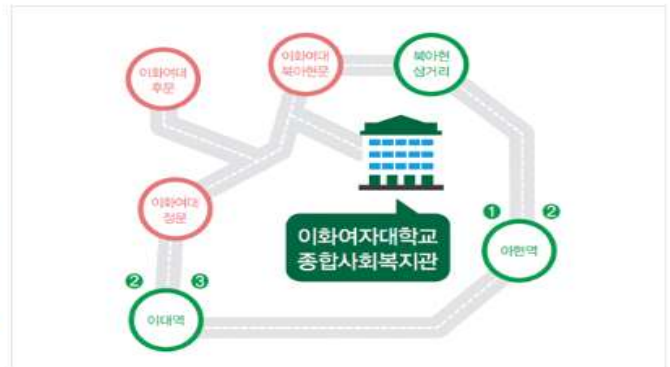 이화여대
후문
이화여대
북아현문
북아현
삼거리
이화여대
정문
이화여자대학교
종합사회복지관
1
2
아현역
2
3
이대역